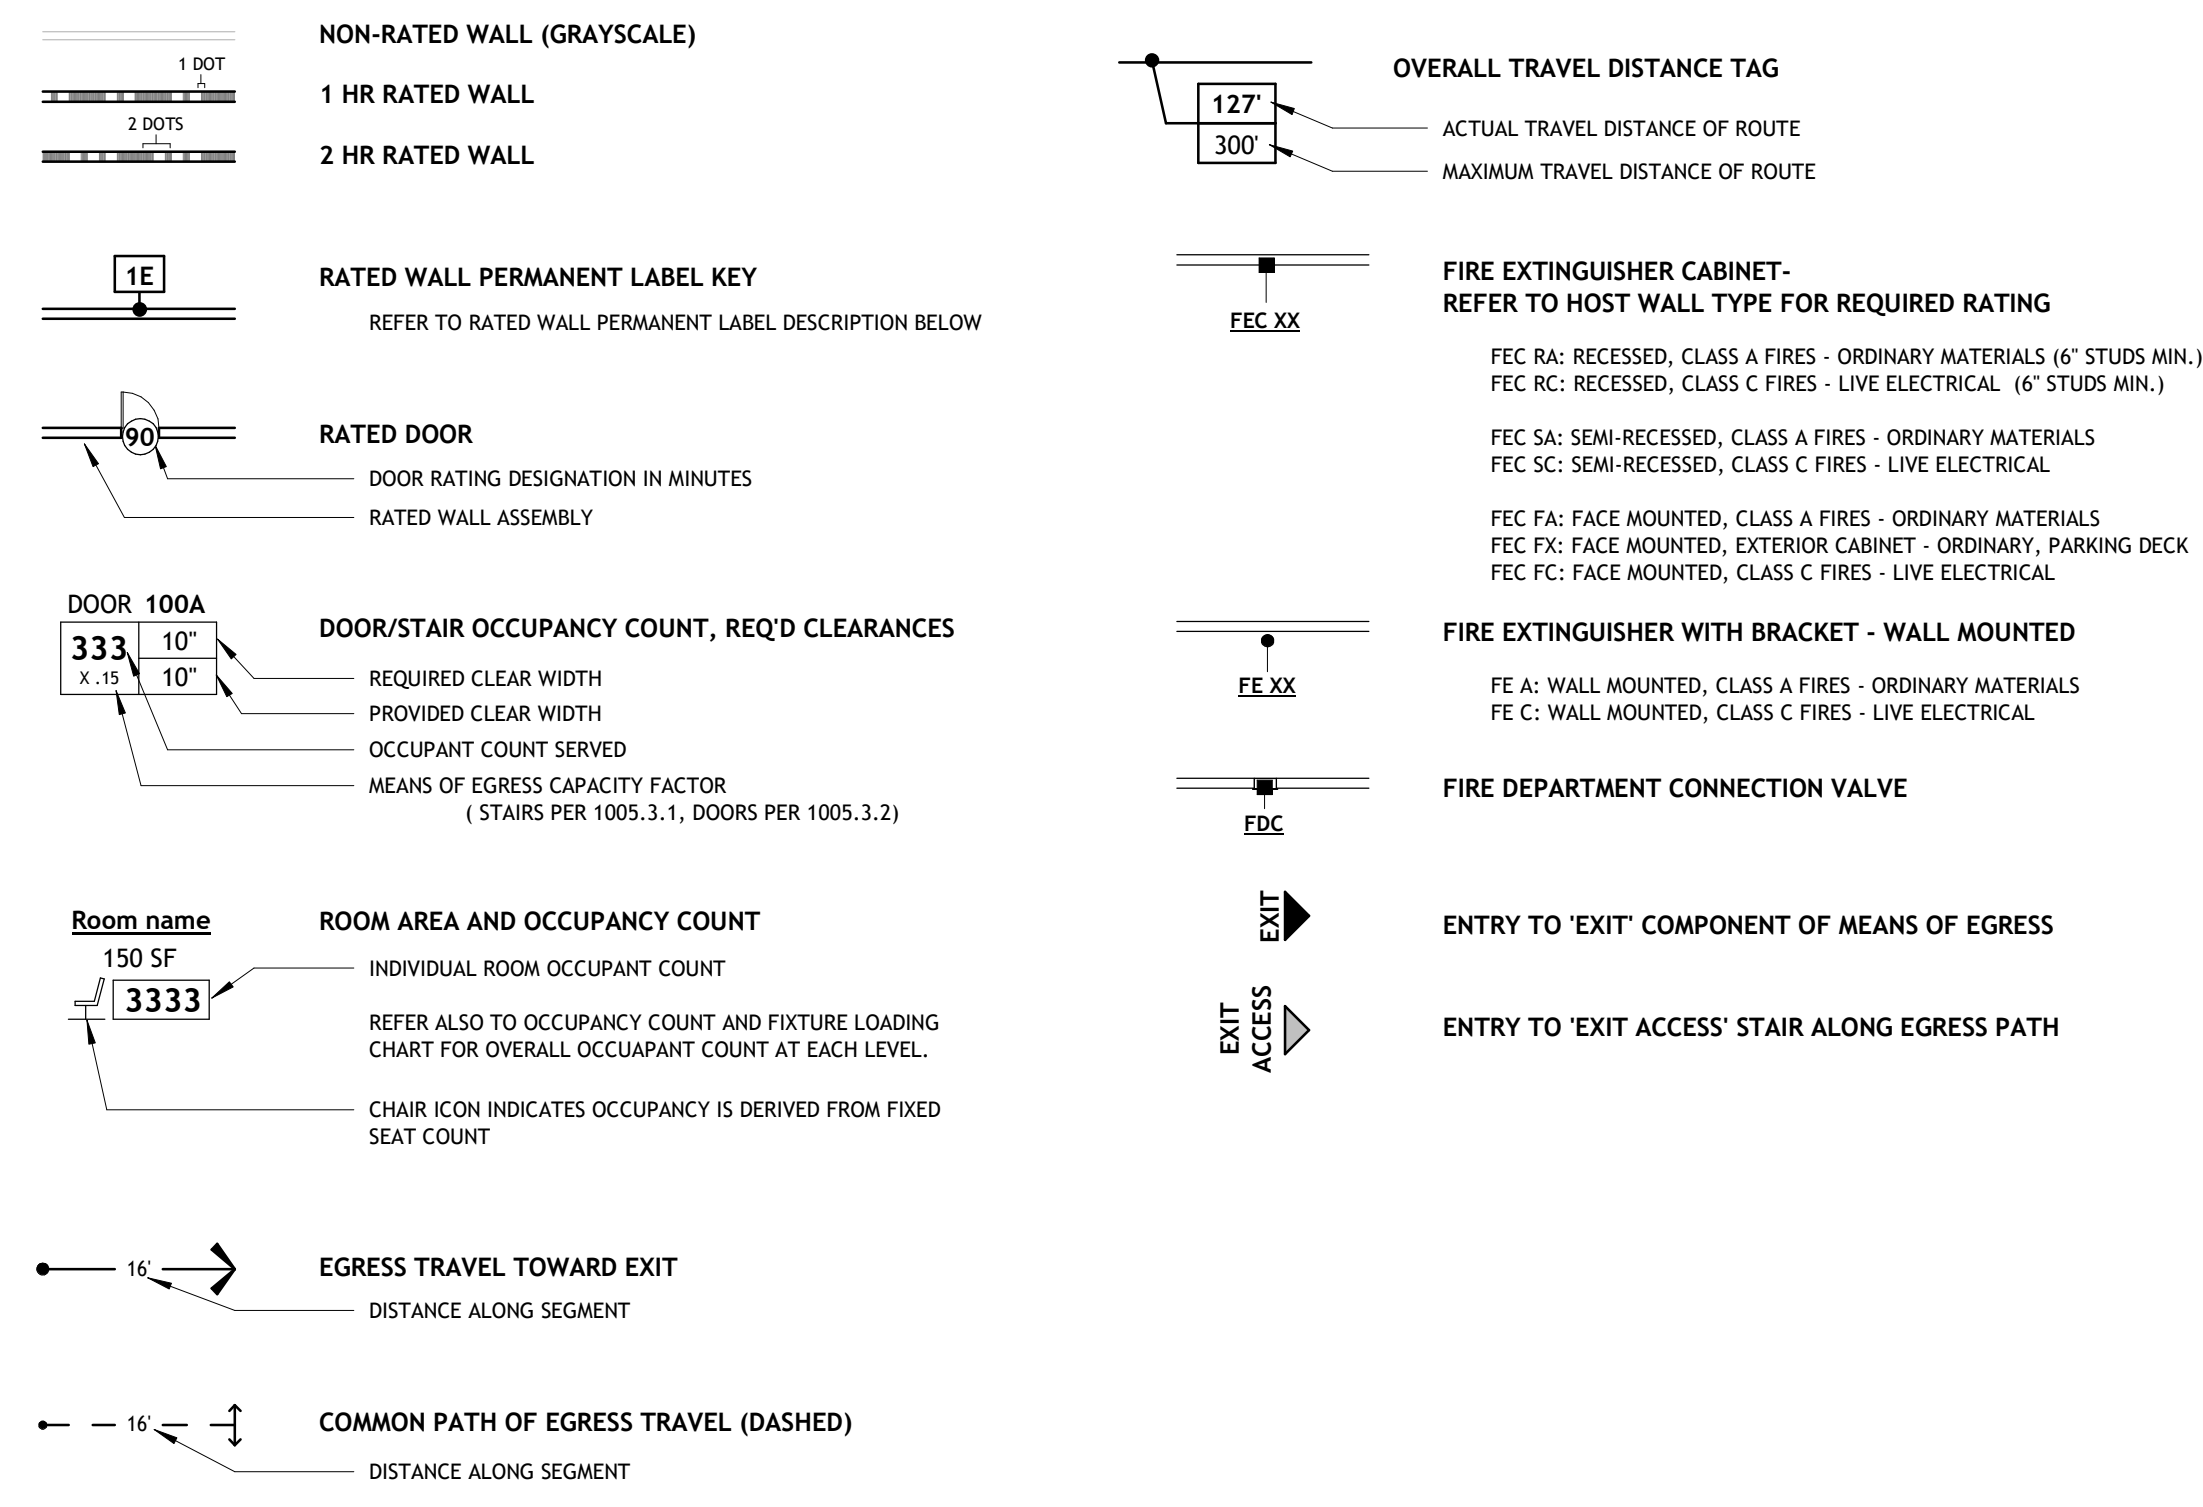 NON-RATED WALL (GRAYSCALE)
1 DOT
1 HR RATED WALL
2 DOTS
2 HR RATED WALL
1E
RATED WALL PERMANENT LABEL KEY
REFER TO RATED WALL PERMANENT LABEL DESCRIPTION BELOW
90
RATED DOOR
DOOR RATING DESIGNATION IN MINUTES
RATED WALL ASSEMBLY
DOOR 100A
333 10"
X .15 10"
DOOR/STAIR OCCUPANCY COUNT, REQ'D CLEARANCES
REQUIRED CLEAR WIDTH
PROVIDED CLEAR WIDTH
OCCUPANT COUNT SERVED
MEANS OF EGRESS CAPACITY FACTOR
( STAIRS PER 1005.3.1, DOORS PER 1005.3.2)
Room name
150 SF
3333
ROOM AREA AND OCCUPANCY COUNT
INDIVIDUAL ROOM OCCUPANT COUNT
REFER ALSO TO OCCUPANCY COUNT AND FIXTURE LOADING
CHART FOR OVERALL OCCUAPANT COUNT AT EACH LEVEL.
CHAIR ICON INDICATES OCCUPANCY IS DERIVED FROM FIXED
SEAT COUNT
16'
EGRESS TRAVEL TOWARD EXIT
DISTANCE ALONG SEGMENT
16'
COMMON PATH OF EGRESS TRAVEL (DASHED)
DISTANCE ALONG SEGMENT
OVERALL TRAVEL DISTANCE TAG
127'
300'
ACTUAL TRAVEL DISTANCE OF ROUTE
MAXIMUM TRAVEL DISTANCE OF ROUTE
FEC XX
FIRE EXTINGUISHER CABINET-
REFER TO HOST WALL TYPE FOR REQUIRED RATING
FEC RA: RECESSED, CLASS A FIRES - ORDINARY MATERIALS (6" STUDS MIN.)
FEC RC: RECESSED, CLASS C FIRES - LIVE ELECTRICAL (6" STUDS MIN.)
FEC SA: SEMI-RECESSED, CLASS A FIRES - ORDINARY MATERIALS
FEC SC: SEMI-RECESSED, CLASS C FIRES - LIVE ELECTRICAL
FEC FA: FACE MOUNTED, CLASS A FIRES - ORDINARY MATERIALS
FEC FX: FACE MOUNTED, EXTERIOR CABINET - ORDINARY, PARKING DECK
FEC FC: FACE MOUNTED, CLASS C FIRES - LIVE ELECTRICAL
FE XX
FIRE EXTINGUISHER WITH BRACKET - WALL MOUNTED
FE A: WALL MOUNTED, CLASS A FIRES - ORDINARY MATERIALS
FE C: WALL MOUNTED, CLASS C FIRES - LIVE ELECTRICAL
FDC
FIRE DEPARTMENT CONNECTION VALVE
EXIT
ENTRY TO 'EXIT' COMPONENT OF MEANS OF EGRESS
EXIT
ACCESS
ENTRY TO 'EXIT ACCESS' STAIR ALONG EGRESS PATH